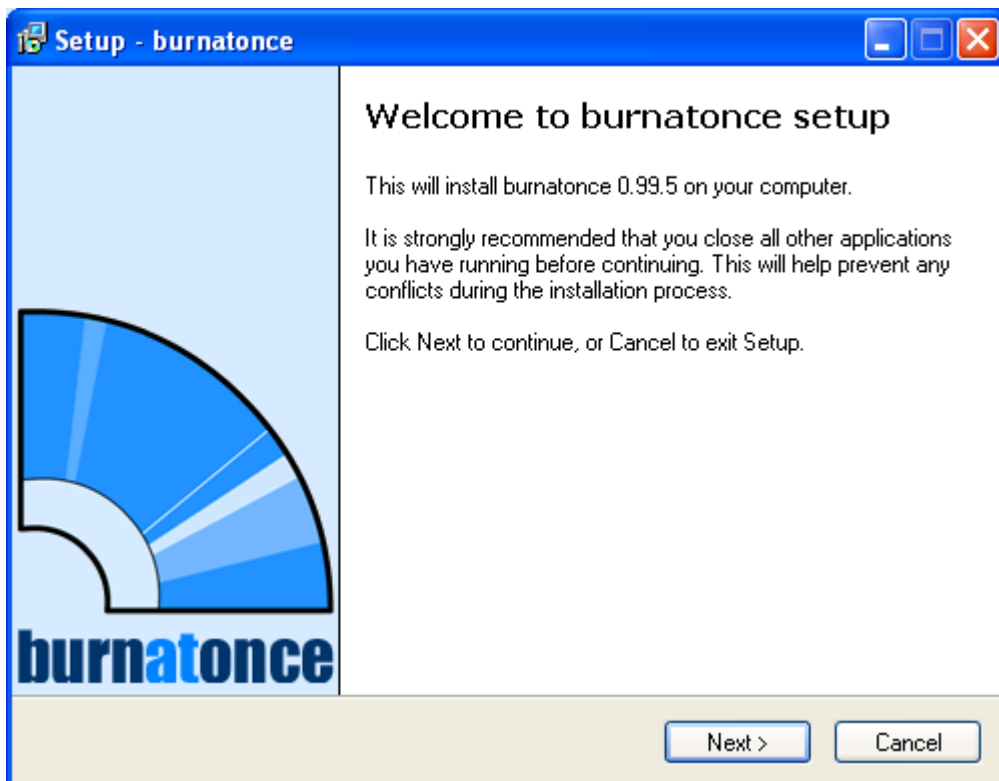 Setup - burnatonce
Welcome to burnatonce setup
This will install burnatonce 0.99.5 on your computer.
It is strongly recommended that you close all other applications
you have running before continuing. This will help prevent any
conflicts during the installation process.
Click Next to continue, or Cancel to exit Setup.
burnatonce
Next >
Cancel